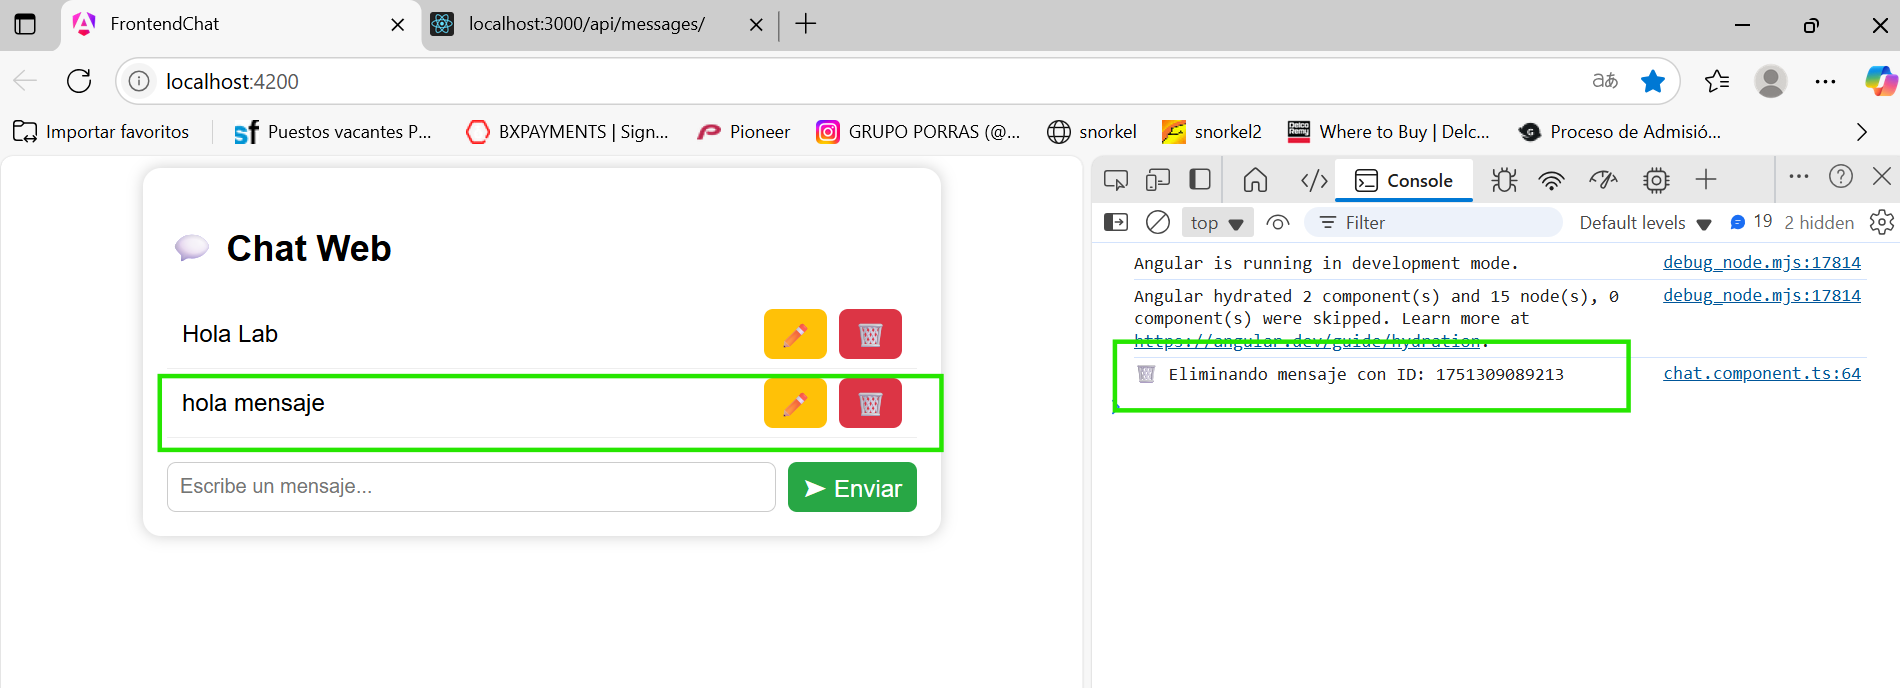 FrontendChat
localhost:3000/api/messages/
localhost:4200
aあ
Importar favoritos
Puestos vacantes P...
BXPAYMENTS | Sign...
Pioneer
GRUPO PORRAS (@...
snorkel
snorkel2
Where to Buy | Delc...
Proceso de Admisió...
Console
top
Filter
Default levels
19
2 hidden
💬 Chat Web
Hola Lab
hola mensaje
Escribe un mensaje...
➤ Enviar
Angular is running in development mode.
debug_node.mjs:17814
Angular hydrated 2 component(s) and 15 node(s), 0
debug_node.mjs:17814
component(s) were skipped. Learn more at
https://angular.dev/guide/hydration.
🗑️ Eliminando mensaje con ID: 1751309089213
chat.component.ts:64